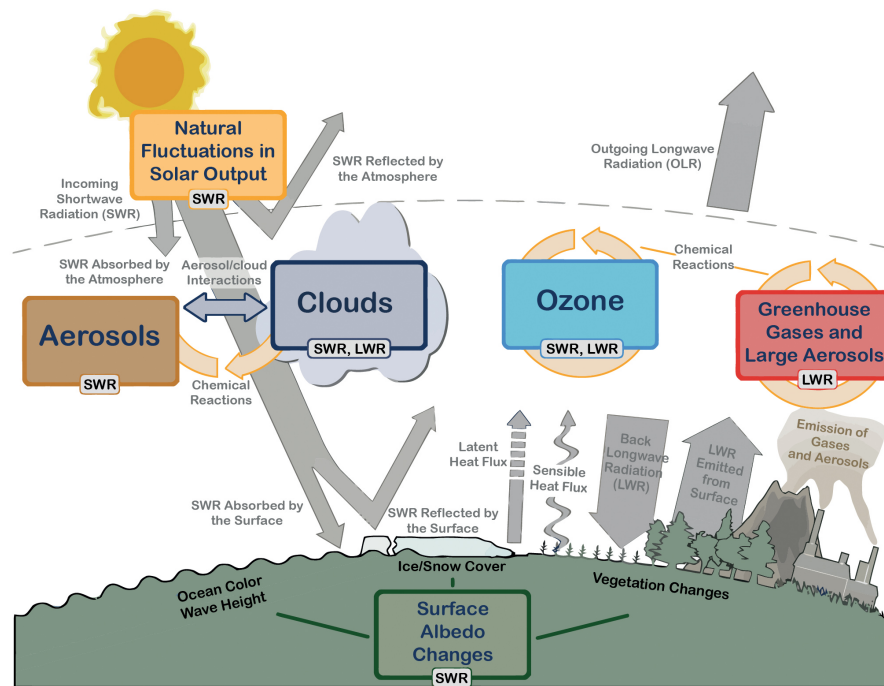 Natural
Fluctuations in
Solar Output
SWR
SWR Reflected by
the Atmosphere
Outgoing Longwave
Radiation (OLR)
Incoming
Shortwave
Radiation (SWR)
SWR Absorbed by
the Atmosphere
Aerosol/cloud
Interactions
Chemical
Reactions
Aerosols
SWR
Clouds
SWR, LWR
Ozone
SWR, LWR
Greenhouse
Gases and
Large Aerosols
LWR
Chemical
Reactions
Emission of
Gases
and Aerosols
Latent
Heat Flux
Sensible
Heat Flux
Back
Longwave
Radiation
(LWR)
LWR
Emitted
from
Surface
SWR Absorbed by
the Surface
SWR Reflected by
the Surface
Ice/Snow Cover
Ocean Color
Wave Height
Vegetation Changes
Surface
Albedo
Changes
SWR